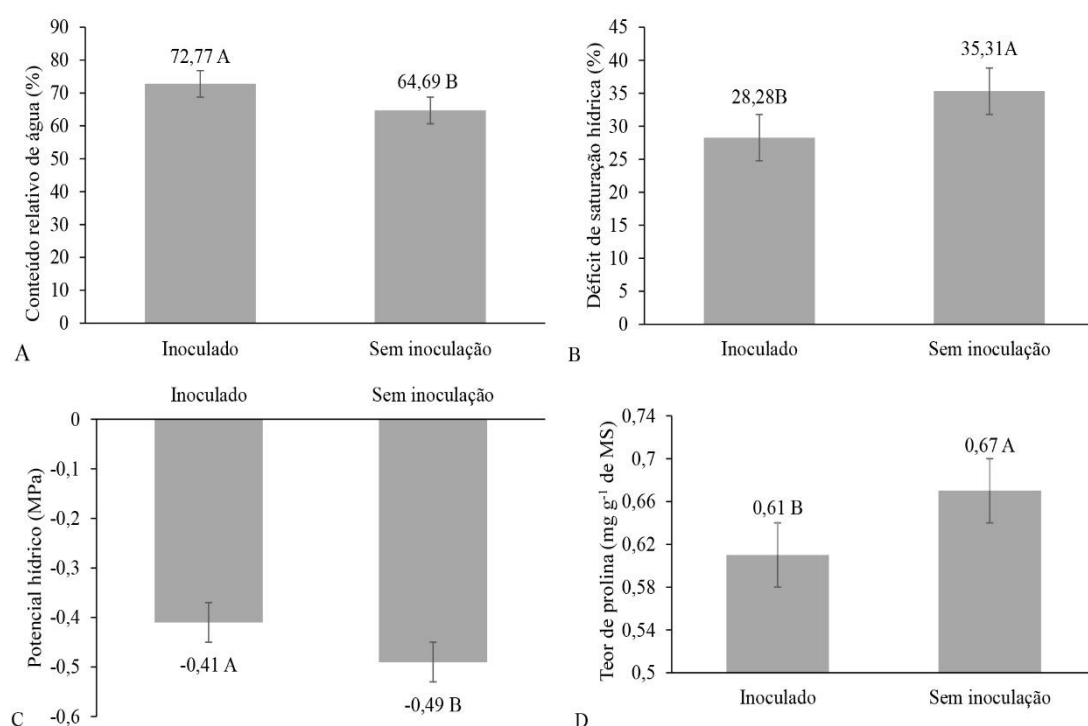 Conteúdo relativo de água (%)
90
80
70
60
50
40
30
20
10
0
72,77 A
64,69 B
Inoculado
Sem inoculação
A
Déficit de saturação hídrica (%)
45
40
35
30
25
20
15
10
5
0
28,28B
35,31A
Inoculado
Sem inoculação
B
Inoculado
Sem inoculação
Potencial hídrico (MPa)
0
-0,1
-0,2
-0,3
-0,4
-0,5
-0,6
-0,41 A
-0,49 B
C
Teor de prolina (mg g⁻¹ de MS)
0,74
0,7
0,66
0,62
0,58
0,54
0,5
0,61 B
0,67 A
Inoculado
Sem inoculação
D